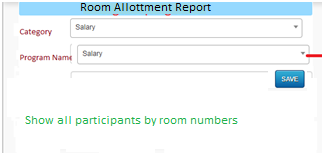 Room Allottment Report
Category Salary
Program Name Salary
SAVE
Show all participants by room numbers